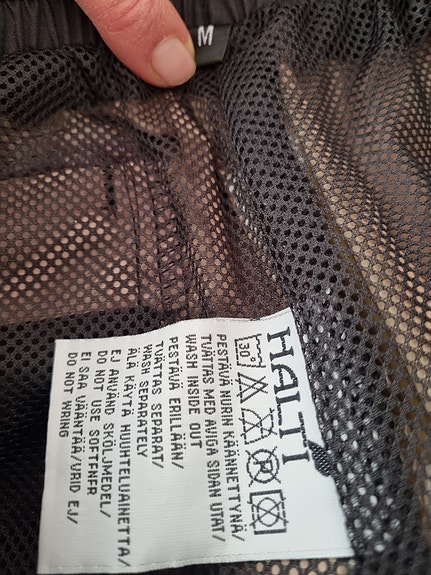 M
HALTI
30°
P
PESTÄVÄ NURIN KÄÄNNETTYNÄ/
TVÄTTAS MED AVIGA SIDAN UTAT/
WASH INSIDE OUT
PESTÄVÄ ERILLÄÄN/
TVÄTTAS SEPARAT/
WASH SEPARATELY
ÄLÄ KÄYTÄ HUUHTELUAINETTA/
EJ ANVÄND SKÖLJMEDEL/
DO NOT USE SOFTENER
EI SAA VÄÄNTÄÄ/VRID EJ/
DO NOT WRING